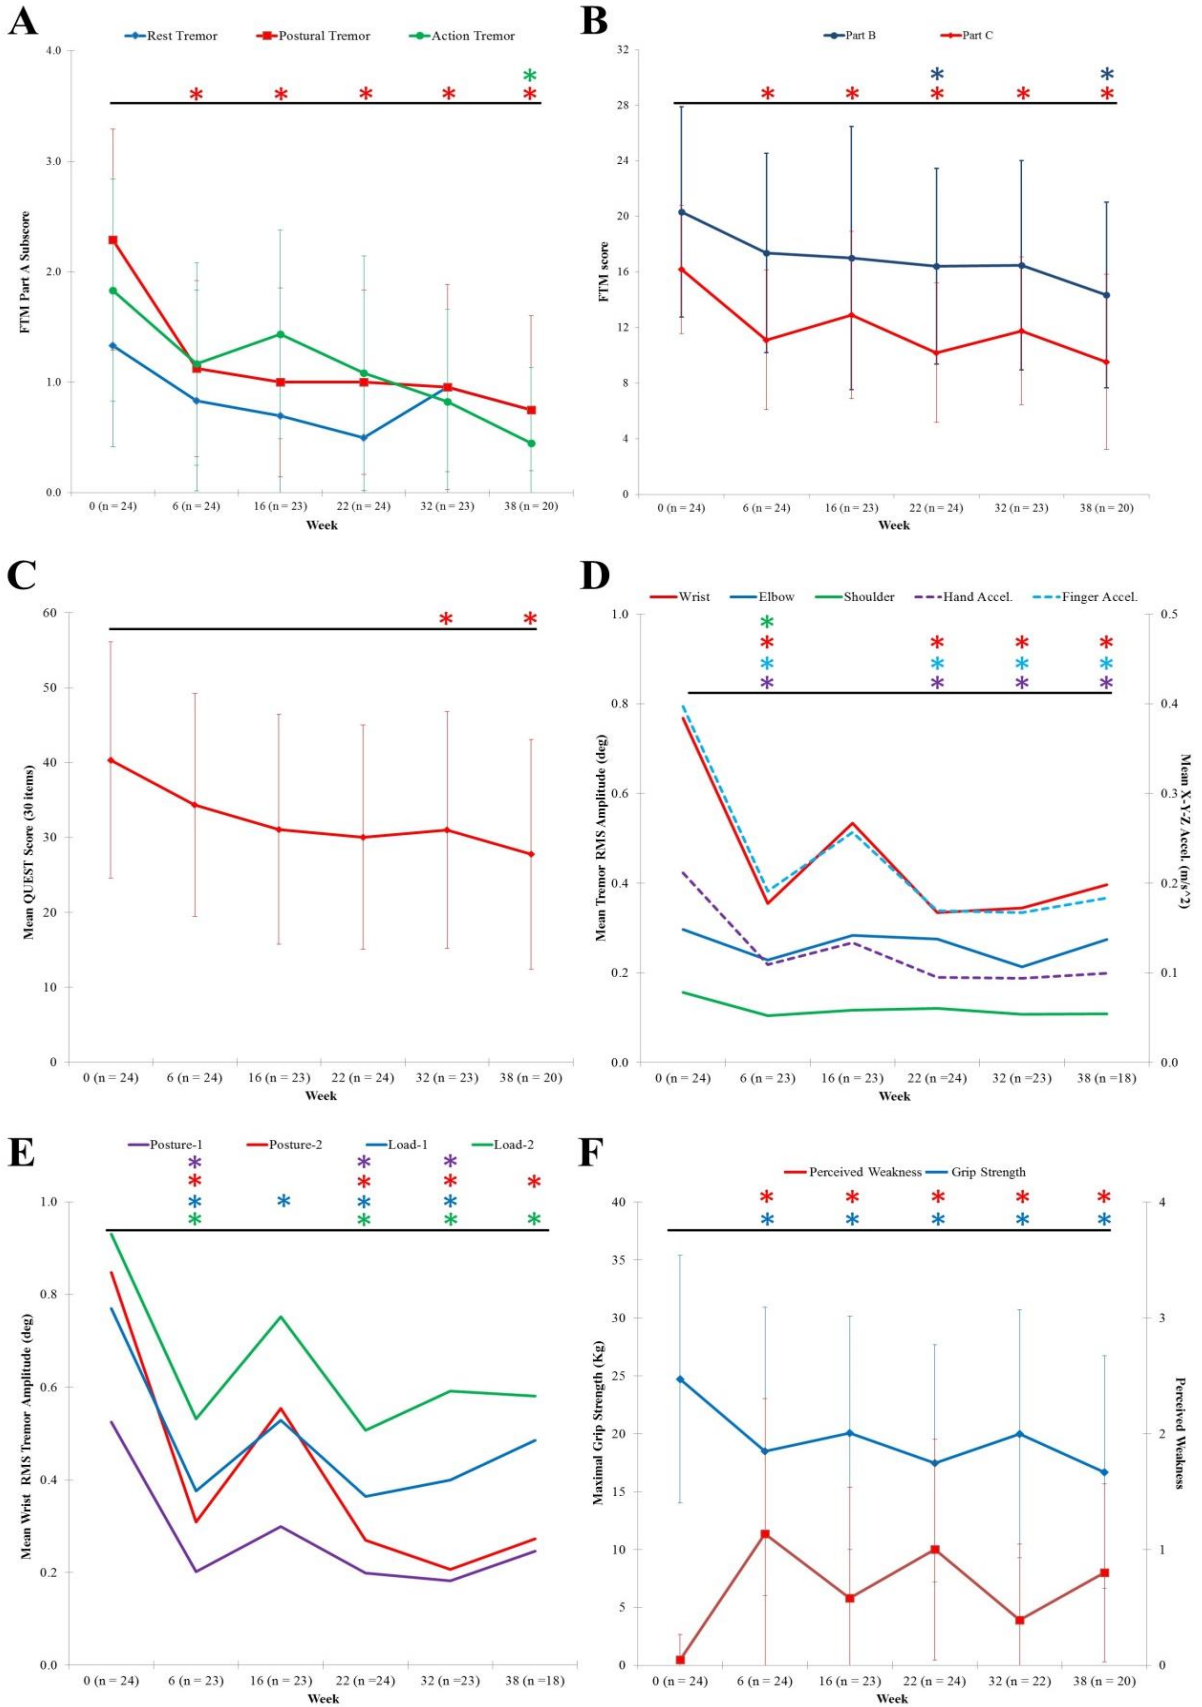 A
Rest Tremor Postural Tremor Action Tremor
4.0
3.0
2.0
1.0
0.0
FTM Part A Subscore
* * * * * *
0 (n = 24) 6 (n = 24) 16 (n = 23) 22 (n = 24) 32 (n = 23) 38 (n = 20)
Week
B
Part B Part C
32
28
24
20
16
12
8
4
0
FTM score
* *
* * * * *
0 (n = 24) 6 (n = 24) 16 (n = 23) 22 (n = 24) 32 (n = 23) 38 (n = 20)
Week
C
60
50
40
30
20
10
0
Mean QUEST Score (30 items)
* *
0 (n = 24) 6 (n = 24) 16 (n = 23) 22 (n = 24) 32 (n =23) 38 (n = 20)
Week
D
Wrist Elbow Shoulder Hand Accel. Finger Accel.
1.0
0.8
0.6
0.4
0.2
0.0
Mean Tremor RMS Amplitude (deg)
*
* * * *
* * * *
* * * *
0.5
0.4
0.3
0.2
0.1
0.0
Mean X-Y-Z Accel. (m/s^2)
0 (n = 24) 6 (n = 23) 16 (n = 23) 22 (n =24) 32 (n =23) 38 (n =18)
Week
E
Posture-1 Posture-2 Load-1 Load-2
* * *
* * * *
* * * *
* * * *
1.0
0.8
0.6
0.4
0.2
0.0
Mean Wrist RMS Tremor Amplitude (deg)
0 (n = 24) 6 (n = 23) 16 (n = 23) 22 (n =24) 32 (n =23) 38 (n =18)
Week
F
Perceived Weakness Grip Strength
* * * * *
* * * * *
40
35
30
25
20
15
10
5
0
Maximal Grip Strength (Kg)
4
3
2
1
0
Perceived Weakness
0 (n = 24) 6 (n = 24) 16 (n = 23) 22 (n = 24) 32 (n = 22) 38 (n = 20)
Week